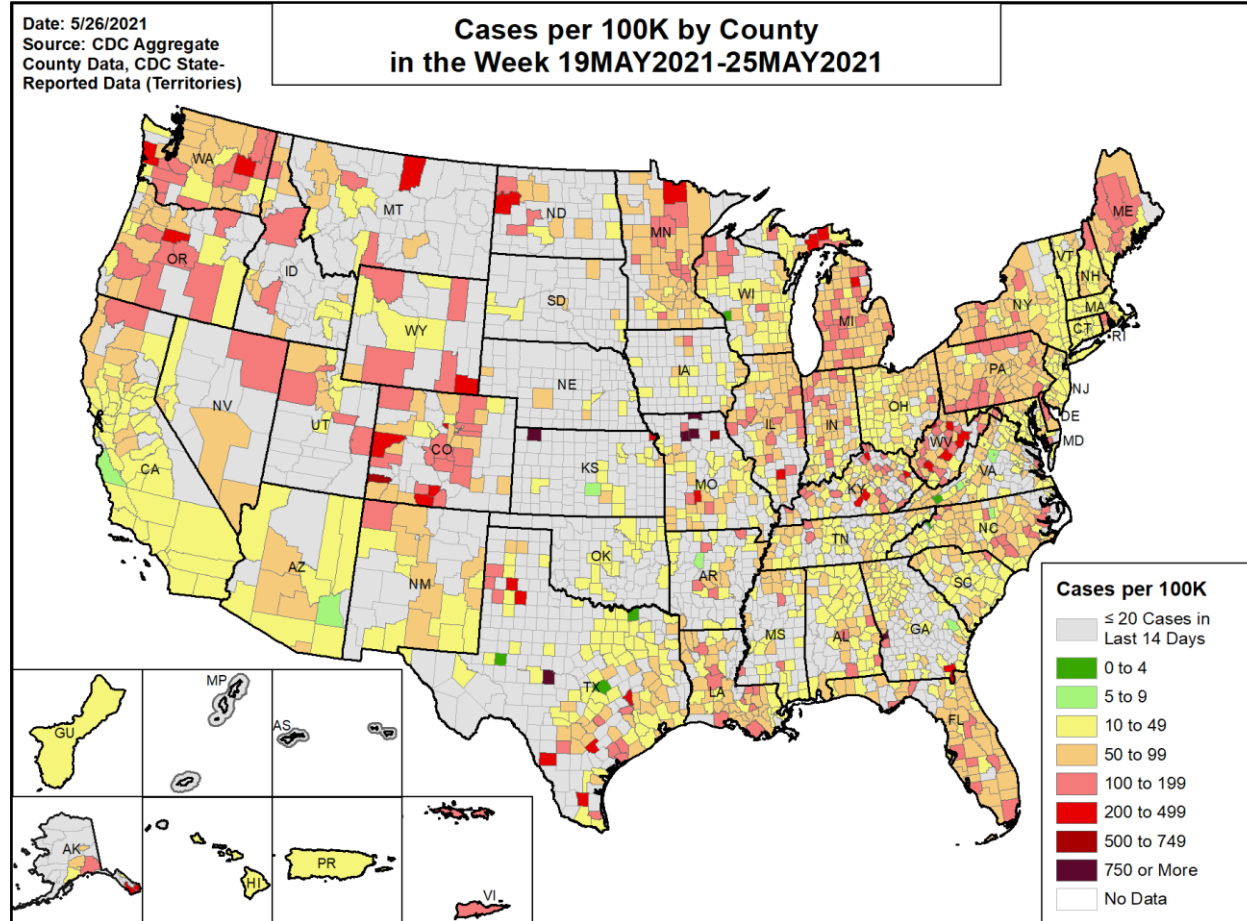 Date: 5/26/2021
Source: CDC Aggregate
County Data, CDC State-
Reported Data (Territories)
Cases per 100K by County
in the Week 19MAY2021-25MAY2021
WA
MT
ND
MN
ME
OR
ID
SD
WI
MI
VT
NH
NY
MA
CT
RI
WY
NE
IA
PA
NJ
NV
UT
CO
IL
IN
OH
DE
MD
WV
CA
KS
MO
KY
VA
AZ
NM
OK
AR
TN
NC
SC
MS
AL
GA
TX
LA
FL
GU
MP
AS
AK
HI
PR
VI
Cases per 100K
≤ 20 Cases in
Last 14 Days
0 to 4
5 to 9
10 to 49
50 to 99
100 to 199
200 to 499
500 to 749
750 or More
No Data